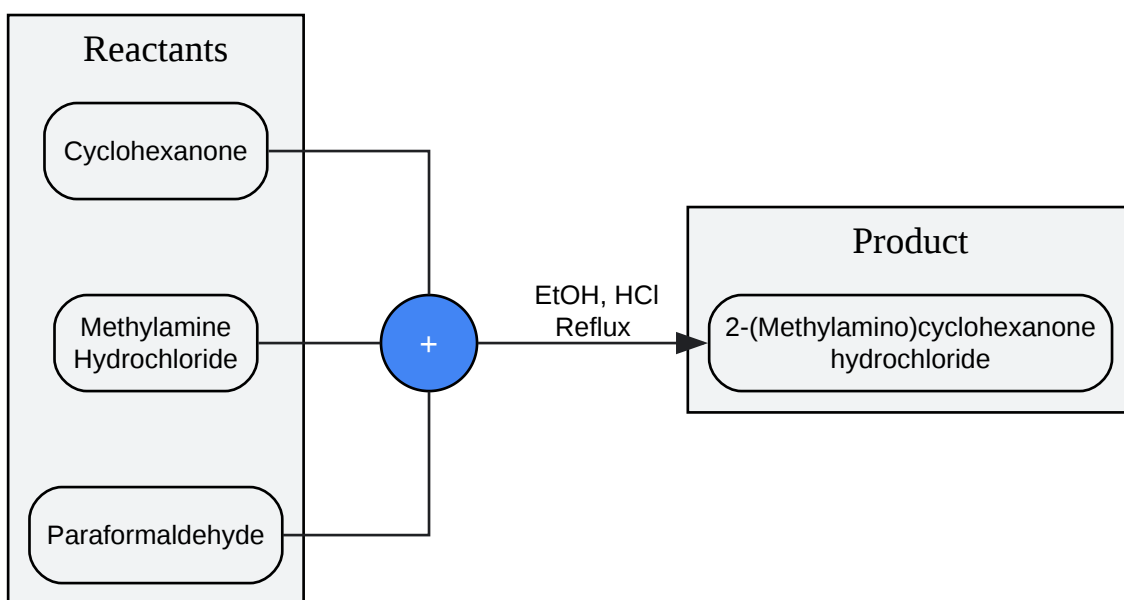 Reactants
Cyclohexanone
Methylamine
Hydrochloride
Paraformaldehyde
+
EtOH, HCl
Reflux
Product
2-(Methylamino)cyclohexanone
hydrochloride